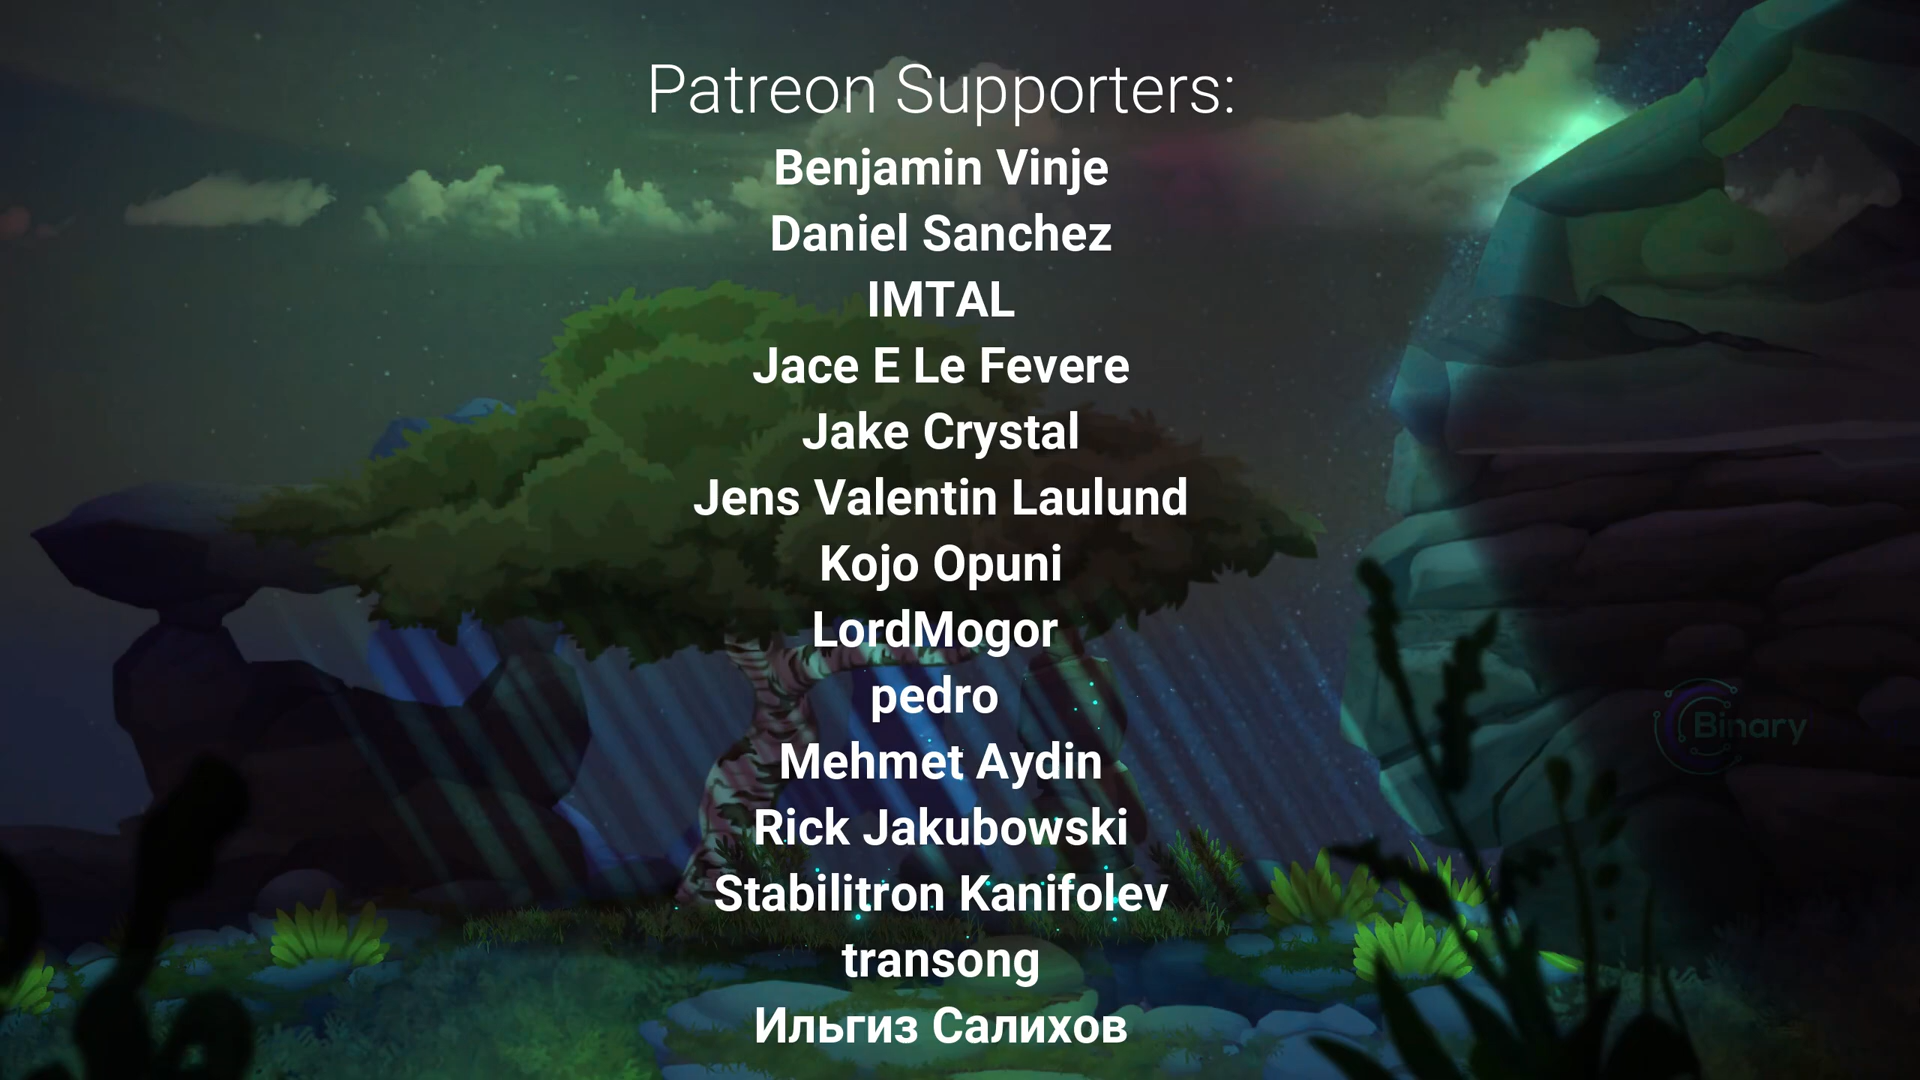 Patreon Supporters:
Benjamin Vinje
Daniel Sanchez
IMTAL
Jace E Le Fevere
Jake Crystal
Jens Valentin Laulund
Kojo Opuni
LordMogor
pedro
Mehmet Aydin
Rick Jakubowski
Stabilitron Kanifolev
transong
Ильгиз Салихов
Binary